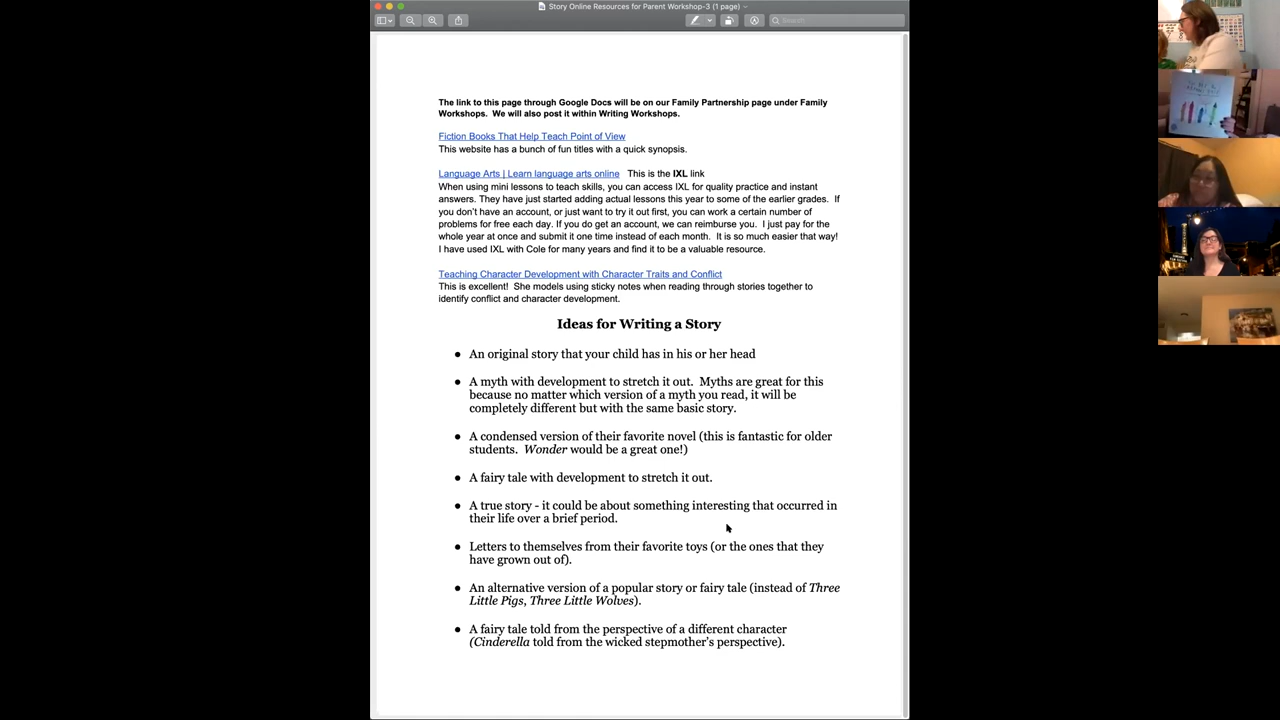 Story Online Resources for Parent Workshop-3 (1 page)
Search
The link to this page through Google Docs will be on our Family Partnership page under Family
Workshops. We will also post it within Writing Workshops.
Fiction Books That Help Teach Point of View
This website has a bunch of fun titles with a quick synopsis.
Language Arts | Learn language arts online This is the IXL link
When using mini lessons to teach skills, you can access IXL for quality practice and instant
answers. They have just started adding actual lessons this year to some of the earlier grades. If
you don't have an account, or just want to try it out first, you can work a certain number of
problems for free each day. If you do get an account, we can reimburse you. I just pay for the
whole year at once and submit it one time instead of each month. It is so much easier that way!
I have used IXL with Cole for many years and find it to be a valuable resource.
Teaching Character Development with Character Traits and Conflict
This is excellent! She models using sticky notes when reading through stories together to
identify conflict and character development.
Ideas for Writing a Story
● An original story that your child has in his or her head
● A myth with development to stretch it out. Myths are great for this
because no matter which version of a myth you read, it will be
completely different but with the same basic story.
● A condensed version of their favorite novel (this is fantastic for older
students. Wonder would be a great one!)
● A fairy tale with development to stretch it out.
● A true story - it could be about something interesting that occurred in
their life over a brief period.
● Letters to themselves from their favorite toys (or the ones that they
have grown out of).
● An alternative version of a popular story or fairy tale (instead of Three
Little Pigs, Three Little Wolves).
● A fairy tale told from the perspective of a different character
(Cinderella told from the wicked stepmother's perspective).